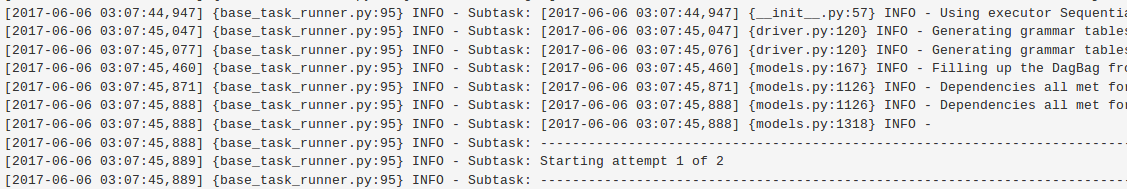 [2017-06-06 03:07:44,947] {base_task_runner.py:95} INFO - Subtask: [2017-06-06 03:07:44,947] {__init__.py:57} INFO - Using executor Sequentia
[2017-06-06 03:07:45,047] {base_task_runner.py:95} INFO - Subtask: [2017-06-06 03:07:45,047] {driver.py:120} INFO - Generating grammar tables
[2017-06-06 03:07:45,077] {base_task_runner.py:95} INFO - Subtask: [2017-06-06 03:07:45,076] {driver.py:120} INFO - Generating grammar tables
[2017-06-06 03:07:45,460] {base_task_runner.py:95} INFO - Subtask: [2017-06-06 03:07:45,460] {models.py:167} INFO - Filling up the DagBag fro
[2017-06-06 03:07:45,871] {base_task_runner.py:95} INFO - Subtask: [2017-06-06 03:07:45,871] {models.py:1126} INFO - Dependencies all met for
[2017-06-06 03:07:45,888] {base_task_runner.py:95} INFO - Subtask: [2017-06-06 03:07:45,888] {models.py:1126} INFO - Dependencies all met for
[2017-06-06 03:07:45,888] {base_task_runner.py:95} INFO - Subtask: [2017-06-06 03:07:45,888] {models.py:1318} INFO -
[2017-06-06 03:07:45,888] {base_task_runner.py:95} INFO - Subtask: --------------------------------------------------------------------------
[2017-06-06 03:07:45,889] {base_task_runner.py:95} INFO - Subtask: Starting attempt 1 of 2
[2017-06-06 03:07:45,889] {base_task_runner.py:95} INFO - Subtask: --------------------------------------------------------------------------